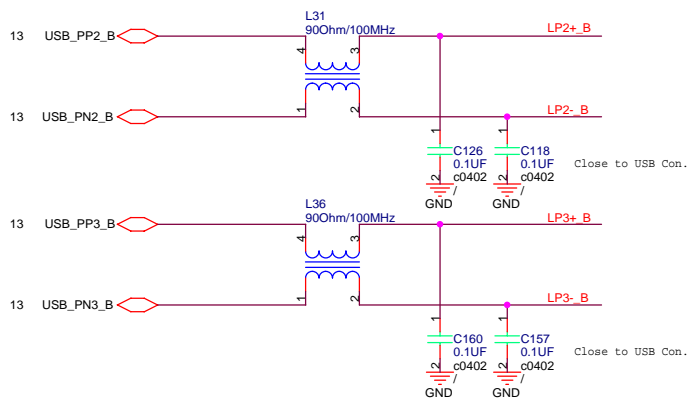 L31
90Ohm/100MHz
13 USB_PP2_B 4 3 LP2+_B
13 USB_PN2_B 1 2 LP2-_B
1 1
C126 C118
0.1UF 0.1UF Close to USB Con.
2 c0402 2 c0402
/ /
GND GND
L36
90Ohm/100MHz
13 USB_PP3_B 4 3 LP3+_B
13 USB_PN3_B 1 2 LP3-_B
1 1
C160 C157
0.1UF 0.1UF Close to USB Con.
2 c0402 2 c0402
/ /
GND GND